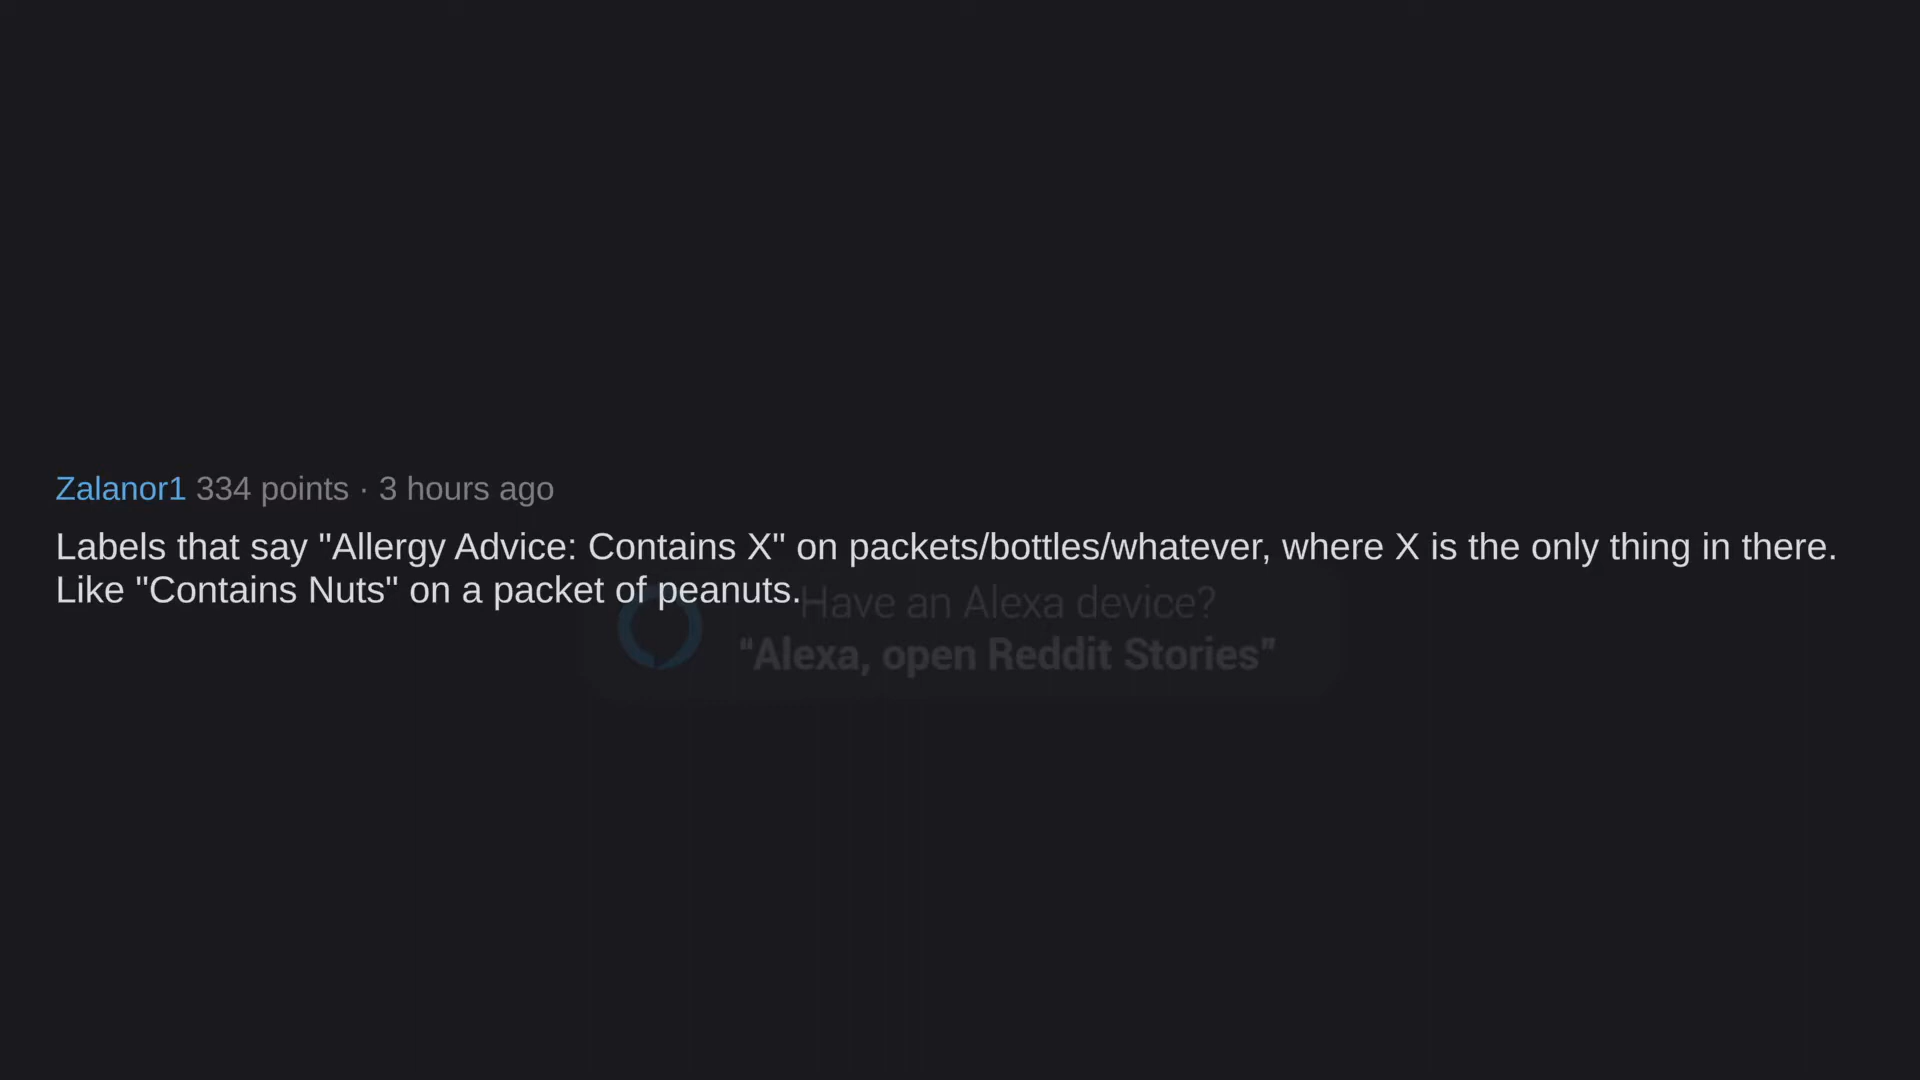 Zalanor1 334 points · 3 hours ago
Labels that say "Allergy Advice: Contains X" on packets/bottles/whatever, where X is the only thing in there.
Like "Contains Nuts" on a packet of peanuts.
Have an Alexa device?
“Alexa, open Reddit Stories”